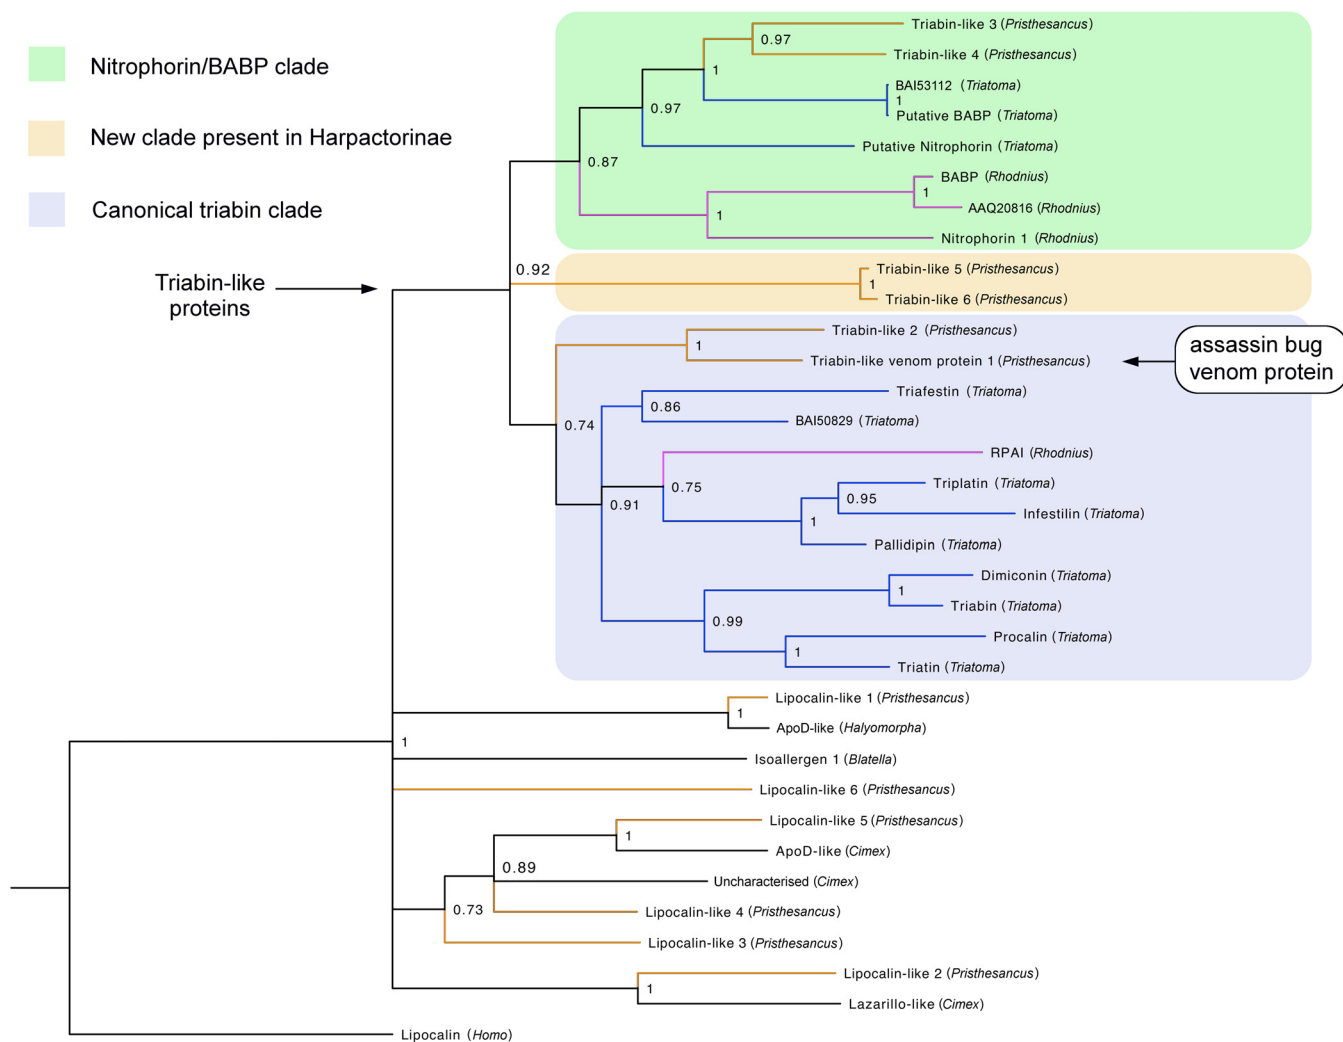 Nitrophorin/BABP clade
New clade present in Harpactorinae
Canonical triabin clade
Triabin-like
proteins
Triabin-like 3 (Pristhesancus)
0.97
Triabin-like 4 (Pristhesancus)
1
BAI53112 (Triatoma)
1
0.97
Putative BABP (Triatoma)
Putative Nitrophorin (Triatoma)
0.87
BABP (Rhodnius)
1
AAQ20816 (Rhodnius)
1
Nitrophorin 1 (Rhodnius)
0.92
Triabin-like 5 (Pristhesancus)
1
Triabin-like 6 (Pristhesancus)
Triabin-like 2 (Pristhesancus)
1
Triabin-like venom protein 1 (Pristhesancus)
assassin bug
venom protein
Triafestin (Triatoma)
0.86
BAI50829 (Triatoma)
0.74
RPAI (Rhodnius)
0.75
Triplatin (Triatoma)
0.95
0.91
Infestilin (Triatoma)
1
Pallidipin (Triatoma)
Dimiconin (Triatoma)
1
Triabin (Triatoma)
0.99
Procalin (Triatoma)
1
Triatin (Triatoma)
Lipocalin-like 1 (Pristhesancus)
1
ApoD-like (Halyomorpha)
1
Isoallergen 1 (Blatella)
Lipocalin-like 6 (Pristhesancus)
Lipocalin-like 5 (Pristhesancus)
1
ApoD-like (Cimex)
0.89
Uncharacterised (Cimex)
0.73
Lipocalin-like 4 (Pristhesancus)
Lipocalin-like 3 (Pristhesancus)
Lipocalin-like 2 (Pristhesancus)
1
Lazarillo-like (Cimex)
Lipocalin (Homo)